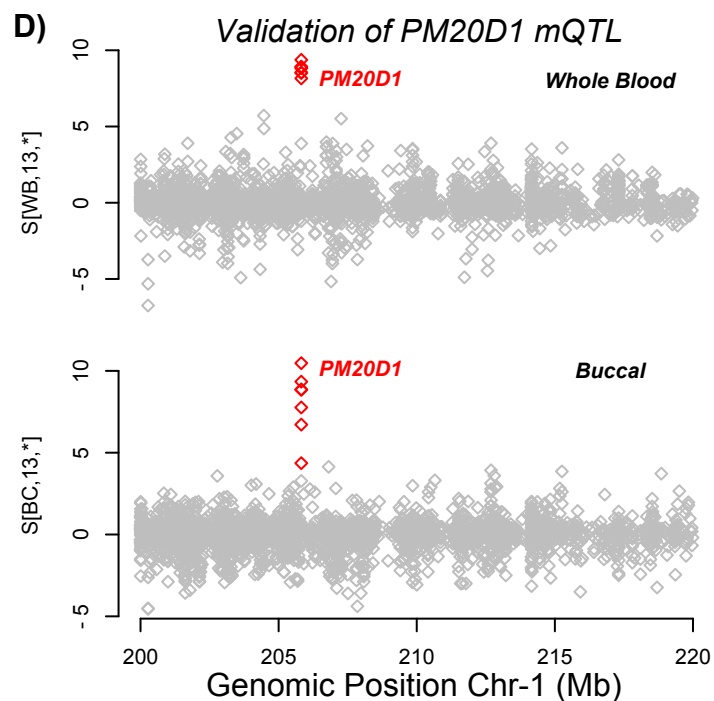 D) Validation of PM20D1 mQTL
10
PM20D1
Whole Blood
5
0
- 5
S[WB,13,*]
10
PM20D1
Buccal
5
0
- 5
S[BC,13,*]
200 205 210 215 220
Genomic Position Chr-1 (Mb)